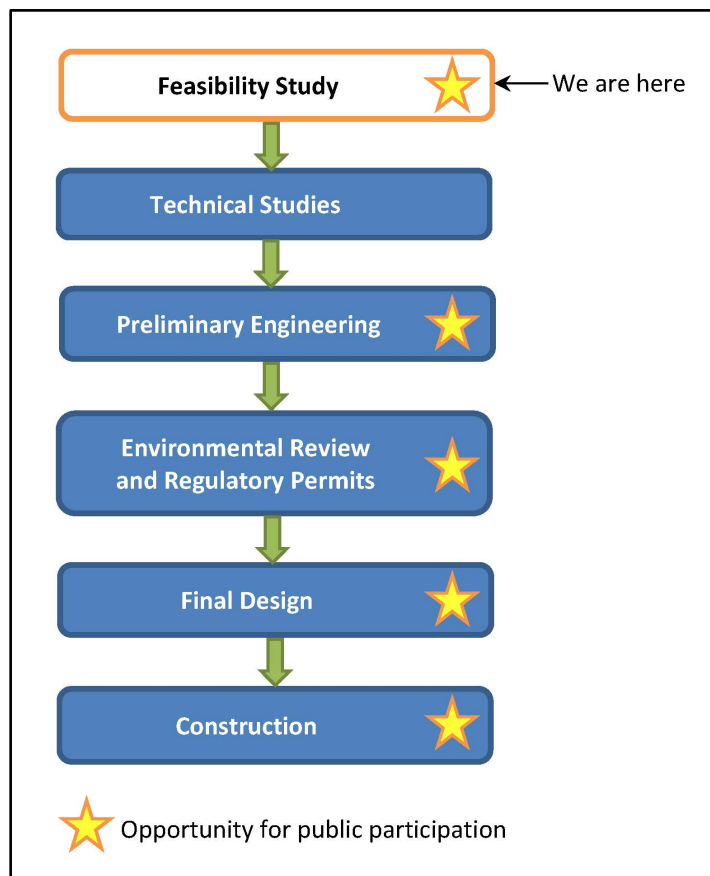 Feasibility Study
We are here
Technical Studies
Preliminary Engineering
Environmental Review
and Regulatory Permits
Final Design
Construction
Opportunity for public participation